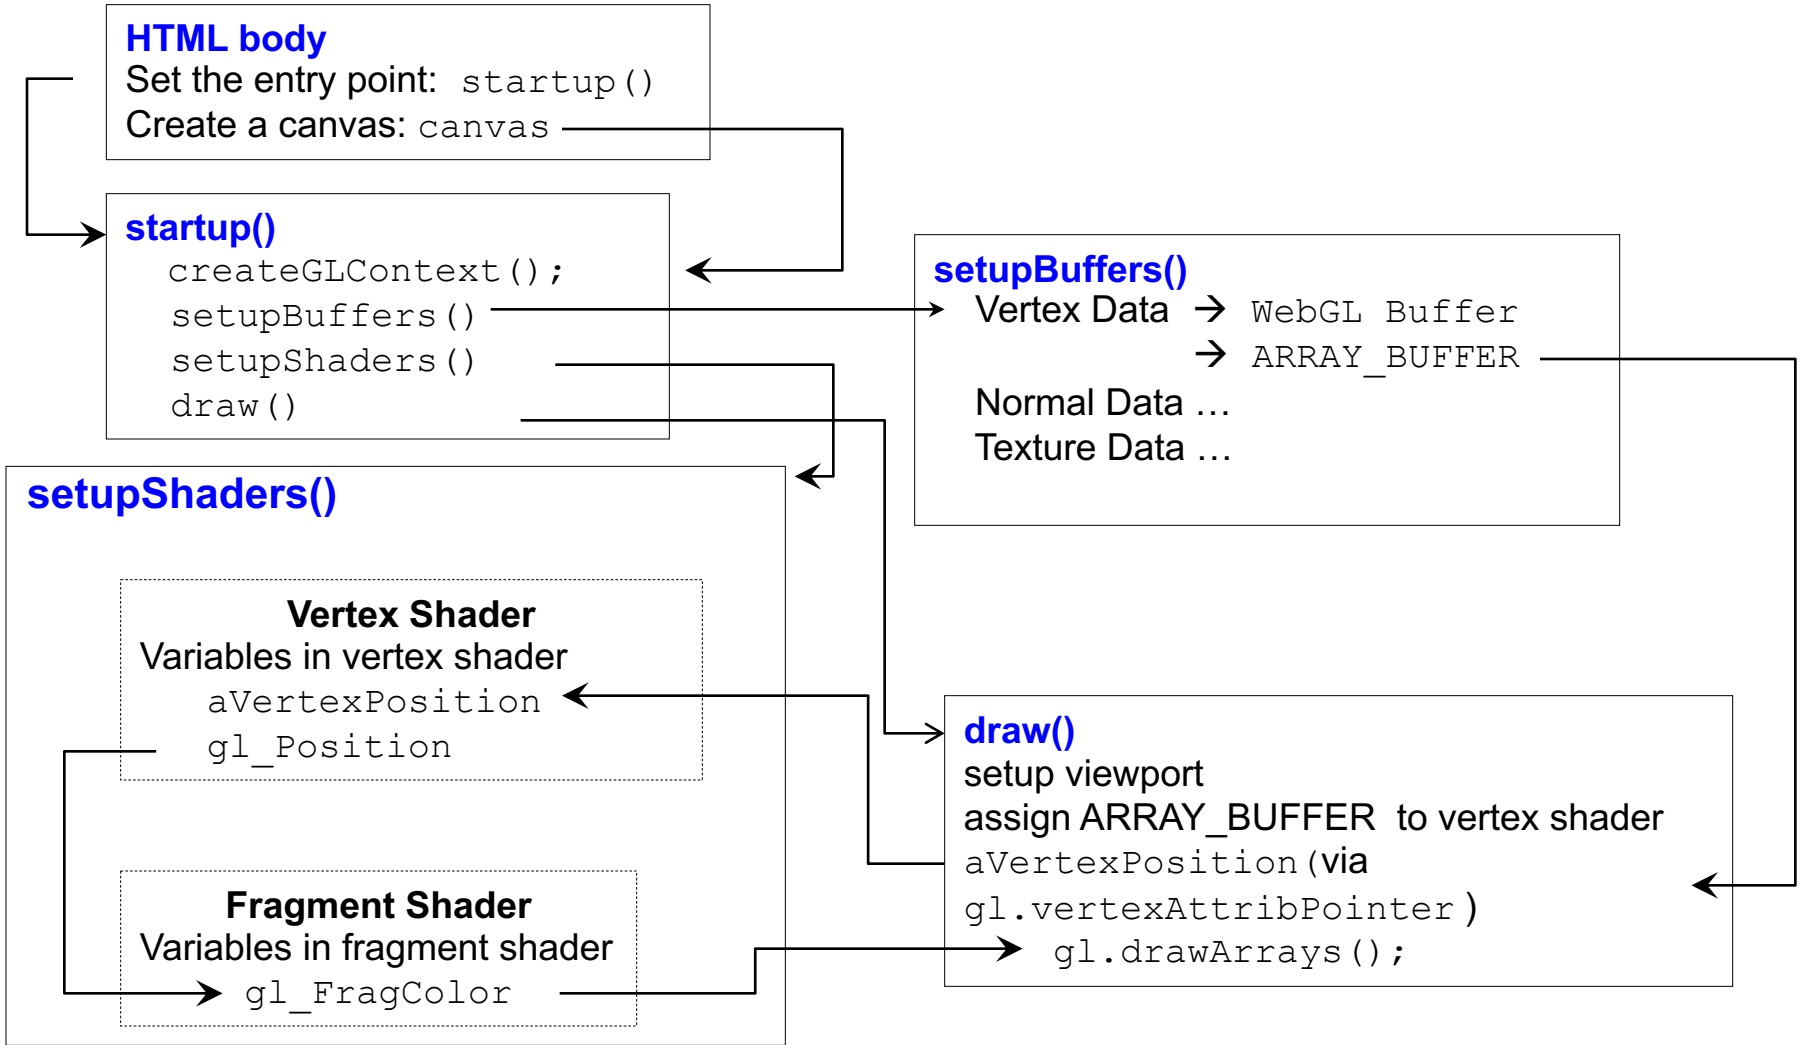 HTML body
Set the entry point: startup()
Create a canvas: canvas
startup()
createGLContext();
setupBuffers()
setupShaders()
draw()
setupBuffers()
Vertex Data → WebGL Buffer
→ ARRAY_BUFFER
Normal Data …
Texture Data …
setupShaders()
Vertex Shader
Variables in vertex shader
aVertexPosition
gl_Position
Fragment Shader
Variables in fragment shader
gl_FragColor
draw()
setup viewport
assign ARRAY_BUFFER to vertex shader
aVertexPosition(via
gl.vertexAttribPointer)
gl.drawArrays();